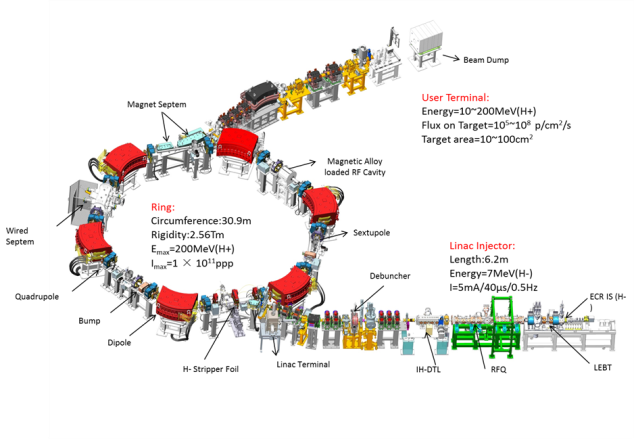 Beam Dump
User Terminal:
Energy=10~200MeV(H+)
Flux on Target=10⁵~10⁸ p/cm²/s
Target area=10~100cm²
Magnet Septem
Magnetic Alloy
loaded RF Cavity
Ring:
Circumference:30.9m
Rigidity:2.56Tm
Emax=200MeV(H+)
Imax=1 × 10¹¹ppp
Wired
Septem
Sextupole
Linac Injector:
Length:6.2m
Energy=7MeV(H-)
I=5mA/40μs/0.5Hz
Debuncher
Quadrupole
ECR IS (H-
)
Bump
Dipole
H- Stripper Foil
Linac Terminal
IH-DTL
RFQ
LEBT